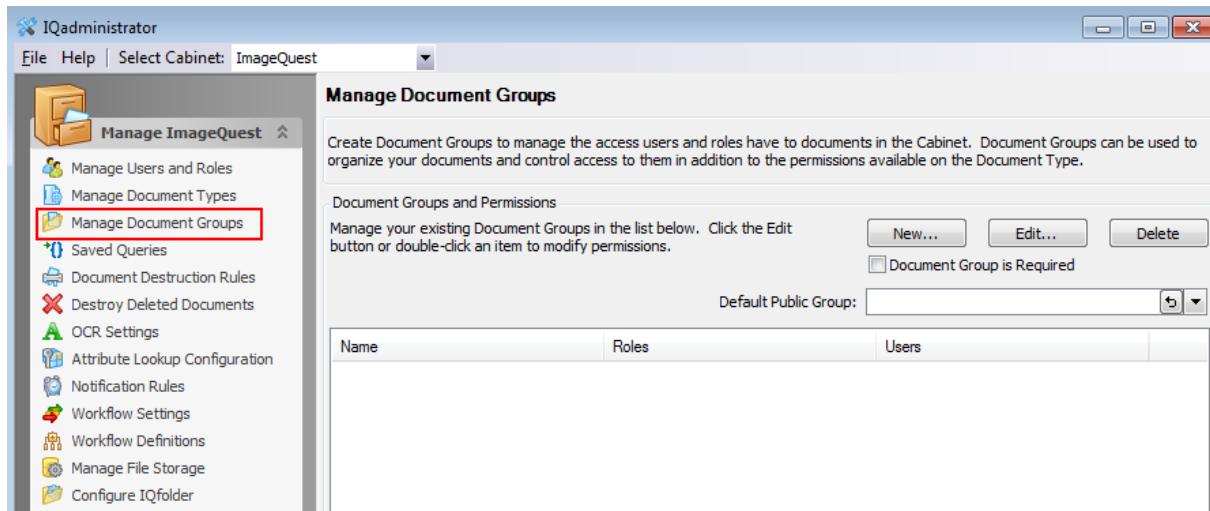 IQadministrator
File Help Select Cabinet: ImageQuest
Manage ImageQuest
Manage Users and Roles
Manage Document Types
Manage Document Groups
Saved Queries
Document Destruction Rules
Destroy Deleted Documents
OCR Settings
Attribute Lookup Configuration
Notification Rules
Workflow Settings
Workflow Definitions
Manage File Storage
Configure IQfolder
Manage Document Groups
Create Document Groups to manage the access users and roles have to documents in the Cabinet. Document Groups can be used to
organize your documents and control access to them in addition to the permissions available on the Document Type.
Document Groups and Permissions
Manage your existing Document Groups in the list below. Click the Edit
button or double-click an item to modify permissions.
New... Edit... Delete
Document Group is Required
Default Public Group:
Name Roles Users